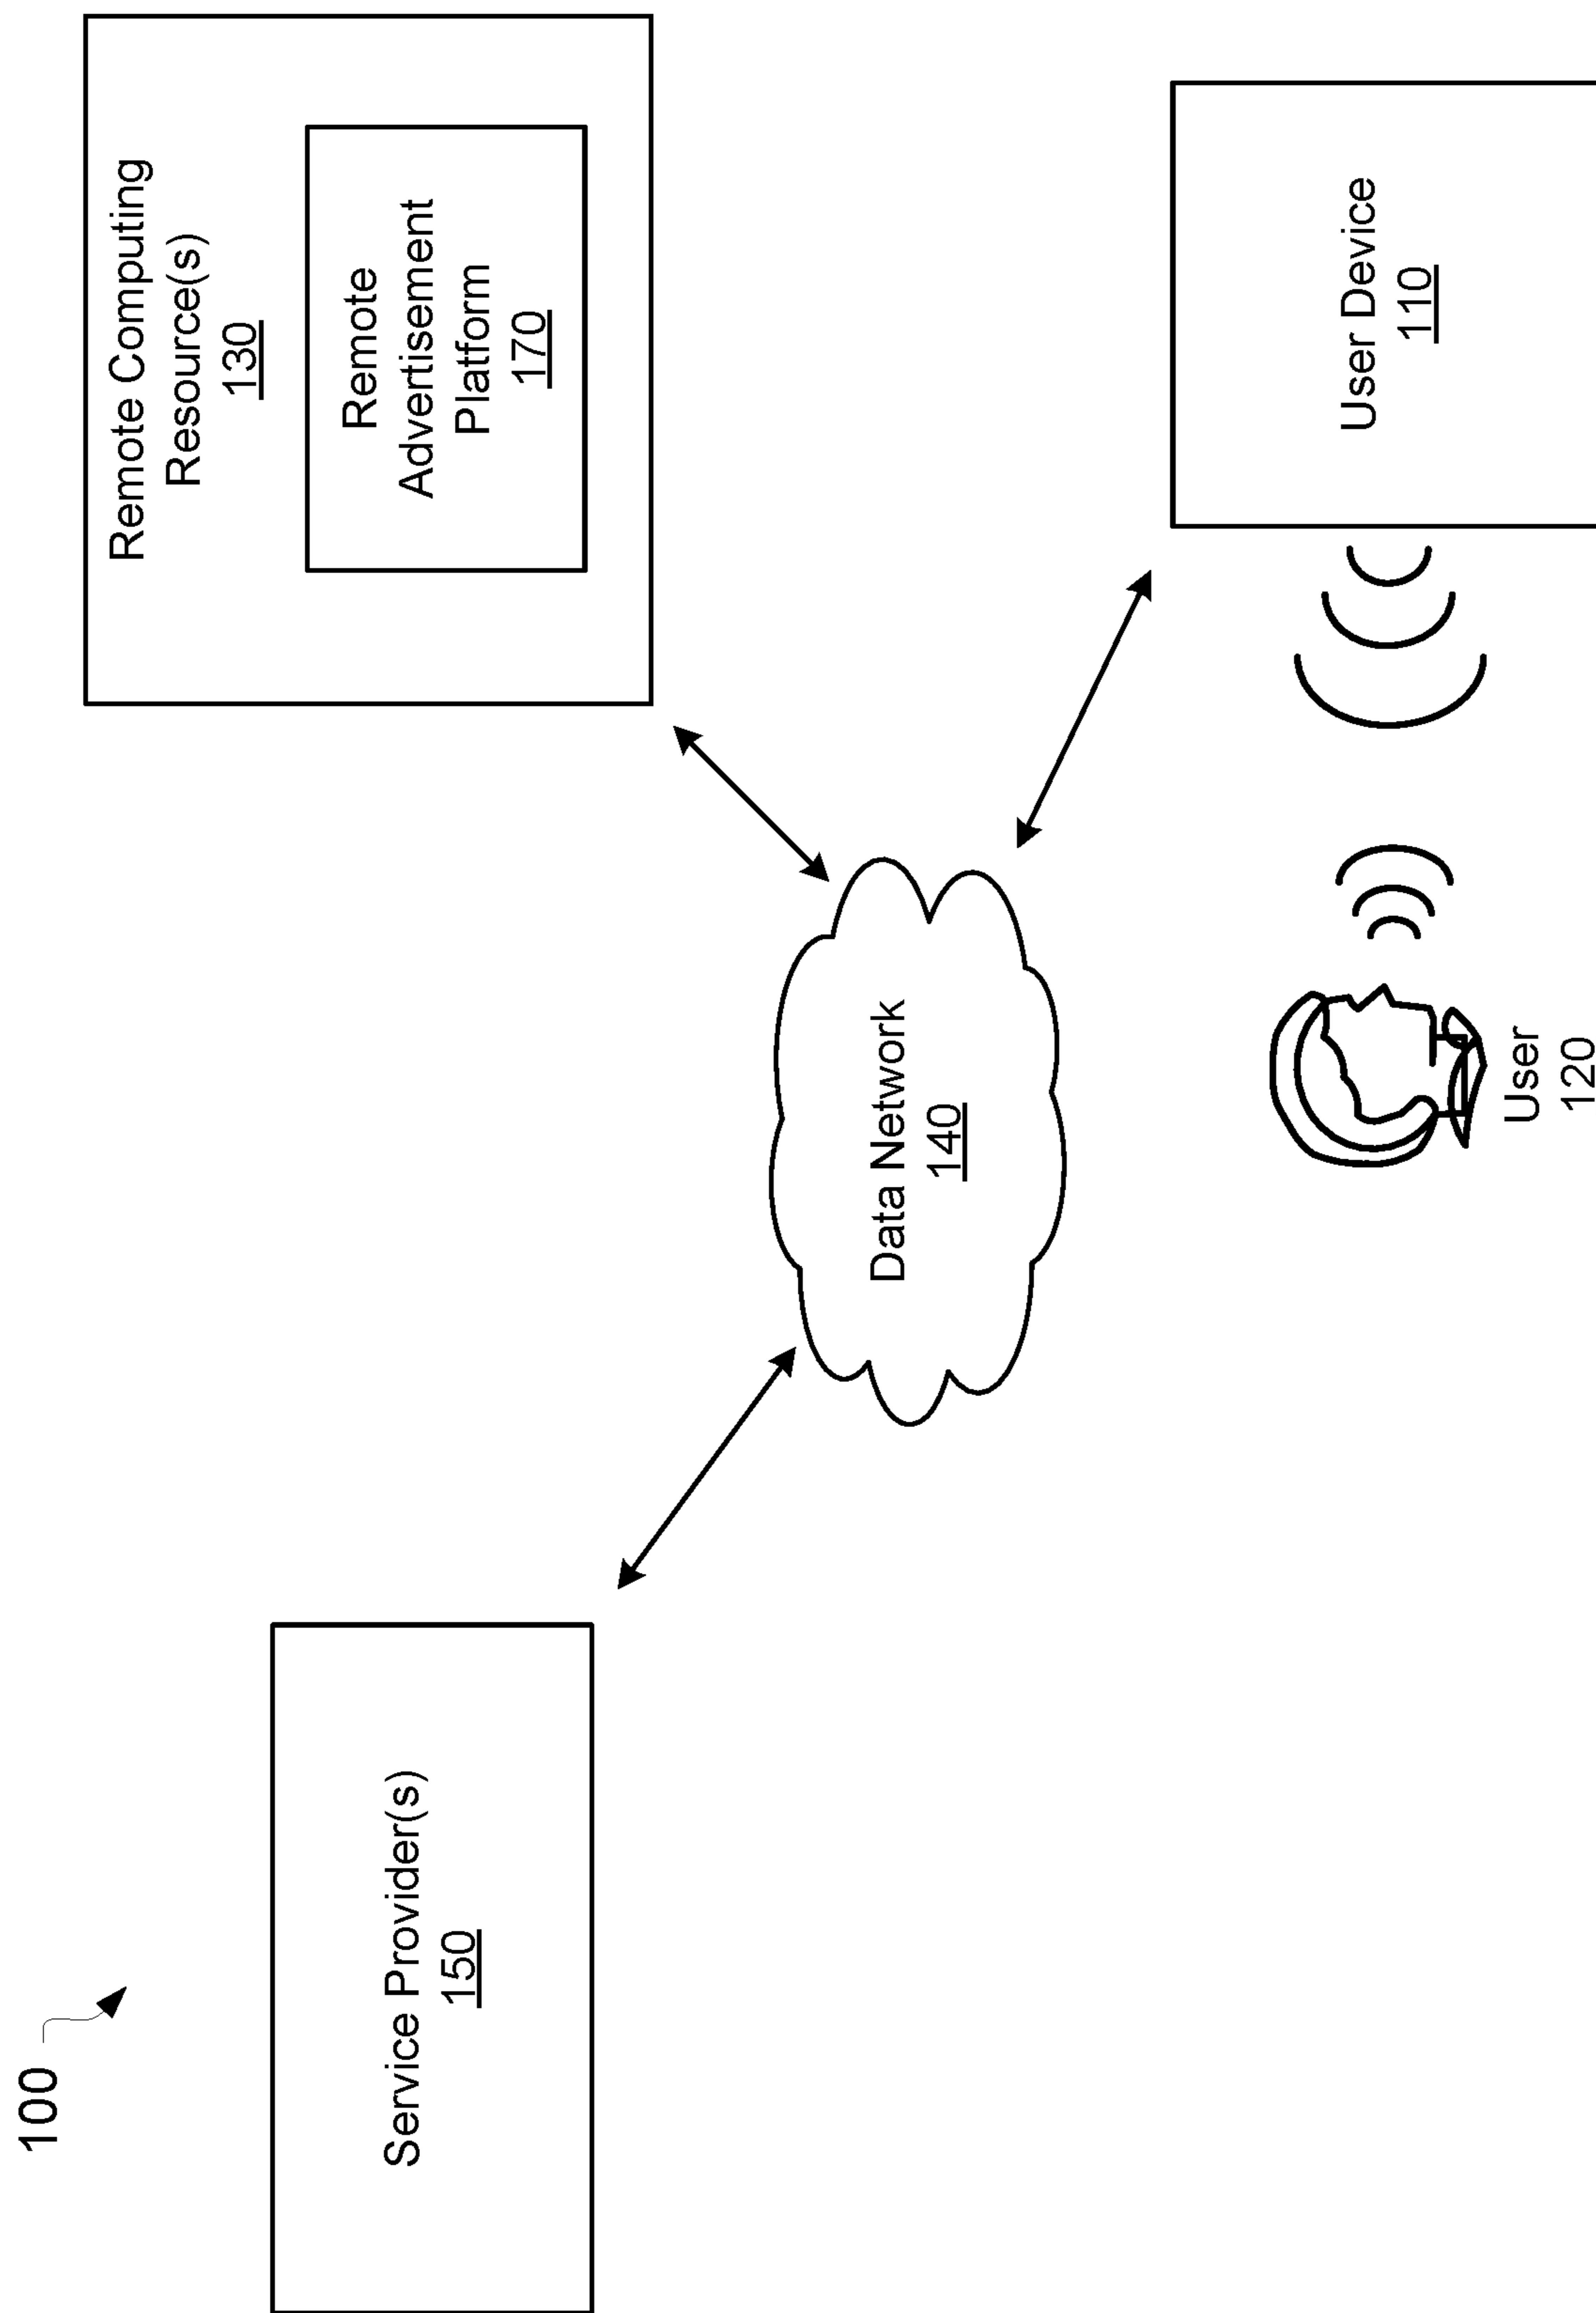 100
Service Provider(s)
150
Remote Computing
Resource(s)
130
Remote
Advertisement
Platform
170
Data Network
140
User
120
User Device
110